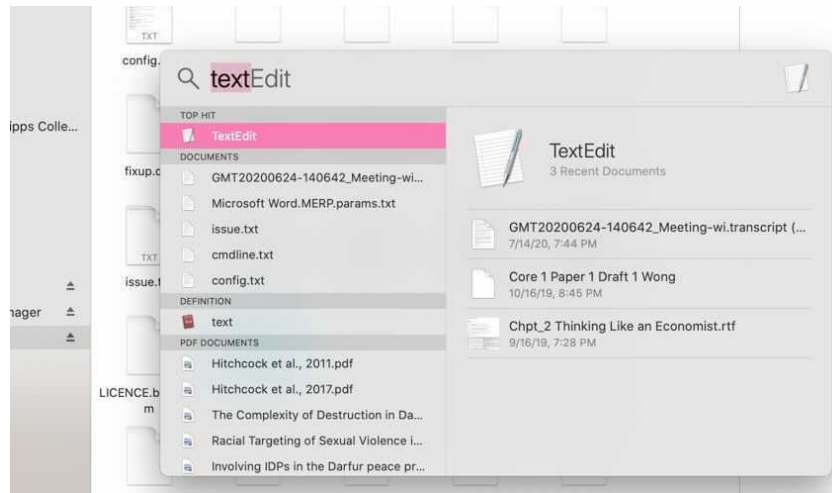 TXT
config.
ipps Colle...
fixup.c
TXT
issue.t
nager
LICENCE.b
m
textEdit
TOP HIT
TextEdit
DOCUMENTS
GMT20200624-140642_Meeting-wi...
Microsoft Word.MERP.params.txt
issue.txt
cmdline.txt
config.txt
DEFINITION
text
PDF DOCUMENTS
Hitchcock et al., 2011.pdf
Hitchcock et al., 2017.pdf
The Complexity of Destruction in Da...
Racial Targeting of Sexual Violence i...
Involving IDPs in the Darfur peace pr...
TextEdit
3 Recent Documents
GMT20200624-140642_Meeting-wi.transcript (...
7/14/20, 7:44 PM
Core 1 Paper 1 Draft 1 Wong
10/16/19, 8:45 PM
Chpt_2 Thinking Like an Economist.rtf
9/16/19, 7:28 PM